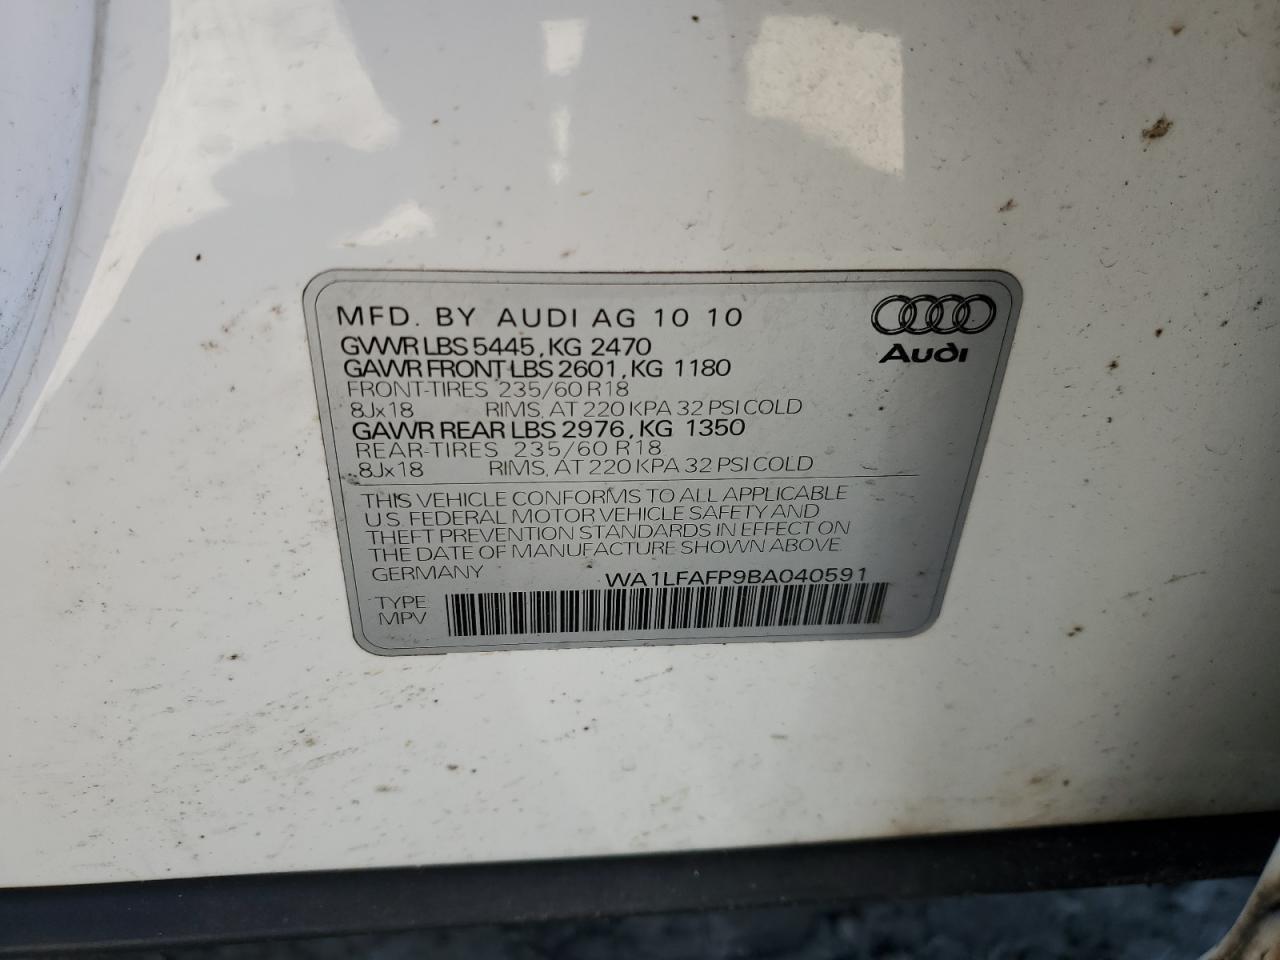 MFD. BY AUDI AG 10 10
Audi
GVWR LBS 5445, KG 2470
GAWR FRONT LBS 2601, KG 1180
FRONT-TIRES 235/60 R18
8Jx18 RIMS, AT 220 KPA 32 PSI COLD
GAWR REAR LBS 2976, KG 1350
REAR-TIRES 235/60 R18
8Jx18 RIMS, AT 220 KPA 32 PSI COLD
THIS VEHICLE CONFORMS TO ALL APPLICABLE
U.S. FEDERAL MOTOR VEHICLE SAFETY AND
THEFT PREVENTION STANDARDS IN EFFECT ON
THE DATE OF MANUFACTURE SHOWN ABOVE
GERMANY WA1LFAFP9BA040591
TYPE
MPV